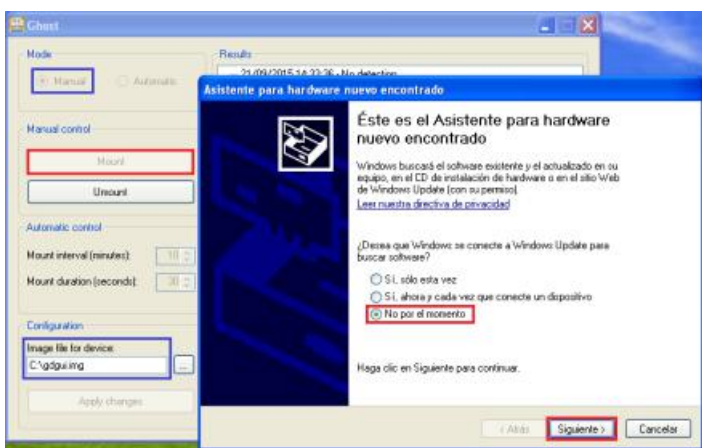 Ghost
Mode
Manual
Automatic
Manual control
Mount
Umount
Automatic control
Mount interval (minutes):
10
Mount duration (seconds):
30
Configuration
Image file for device:
C:\gdgui.img
...
Apply changes
Results
21/09/2015 14:33:36 - No detection
Asistente para hardware nuevo encontrado
Éste es el Asistente para hardware
nuevo encontrado
Windows buscará el software existente y el actualizado en su
equipo, en el CD de instalación de hardware o en el sitio Web
de Windows Update (con su permiso).
Leer nuestra directiva de privacidad
¿Desea que Windows se conecte a Windows Update para
buscar software?
Sí, sólo esta vez
Sí, ahora y cada vez que conecte un dispositivo
No por el momento
Haga clic en Siguiente para continuar.
< Atrás
Siguiente >
Cancelar